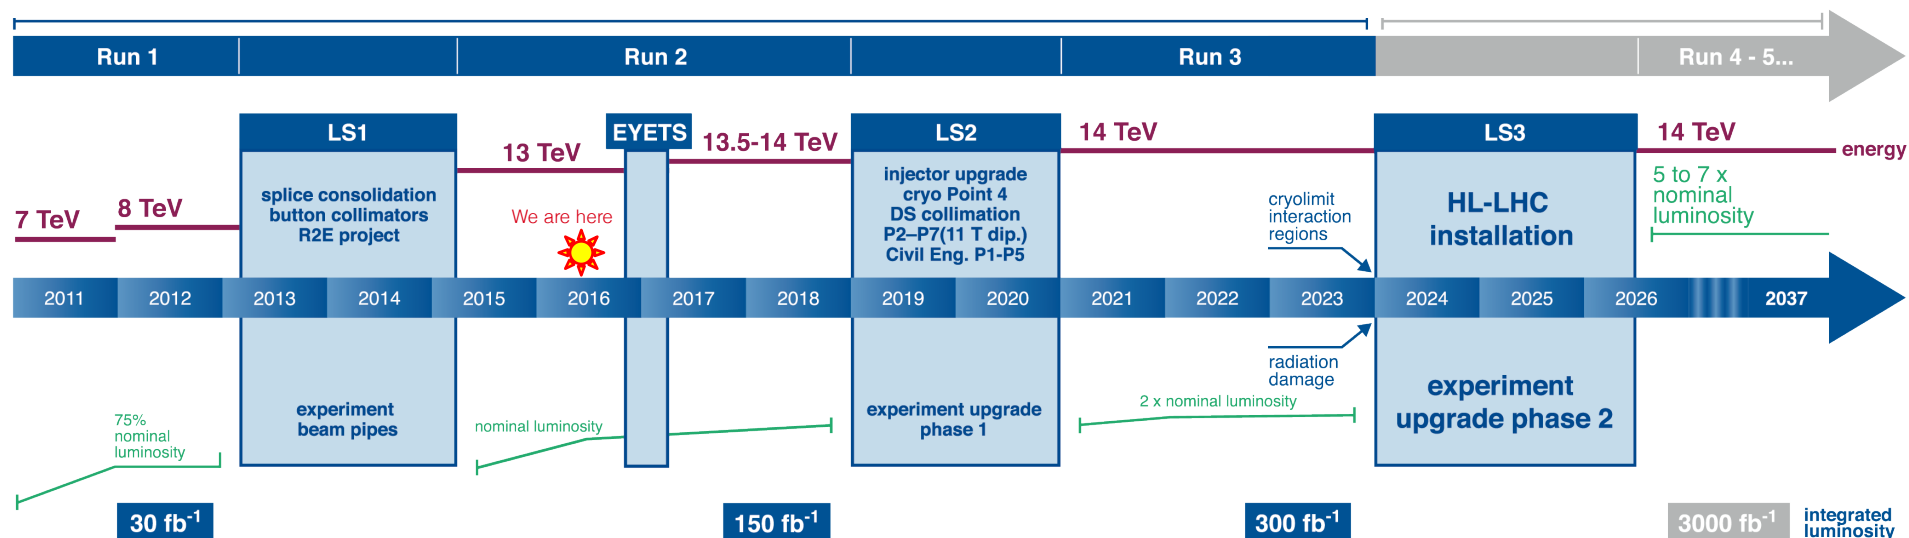 Run 1
Run 2
Run 3
Run 4 - 5...
LS1
EYETS
LS2
LS3
7 TeV
8 TeV
13 TeV
13.5-14 TeV
14 TeV
14 TeV
energy
splice consolidation
button collimators
R2E project
We are here
injector upgrade
cryo Point 4
DS collimation
P2–P7(11 T dip.)
Civil Eng. P1-P5
cryolimit
interaction
regions
HL-LHC
installation
5 to 7 x
nominal
luminosity
2011
2012
2013
2014
2015
2016
2017
2018
2019
2020
2021
2022
2023
2024
2025
2026
2037
75%
nominal
luminosity
experiment
beam pipes
nominal luminosity
experiment upgrade
phase 1
radiation
damage
2 x nominal luminosity
experiment
upgrade phase 2
30 fb-1
150 fb-1
300 fb-1
3000 fb-1
integrated
luminosity